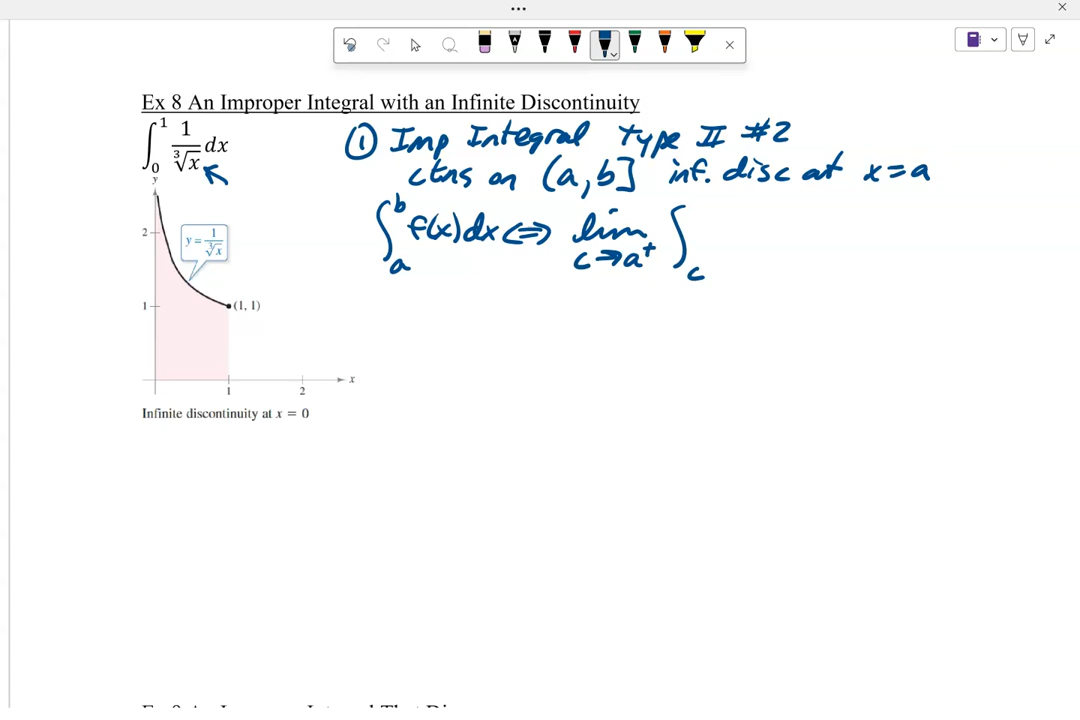 Ex 8 An Improper Integral with an Infinite Discontinuity
∫₀¹ 1/∛x dx
① Imp Integral Type II #2
ctns on (a, b] inf. disc at x = a
∫ₐᵇ f(x)dx ⇔ lim c→a⁺ ∫c
y
2
y = 1/∛x
1
(1, 1)
x
1 2
Infinite discontinuity at x = 0